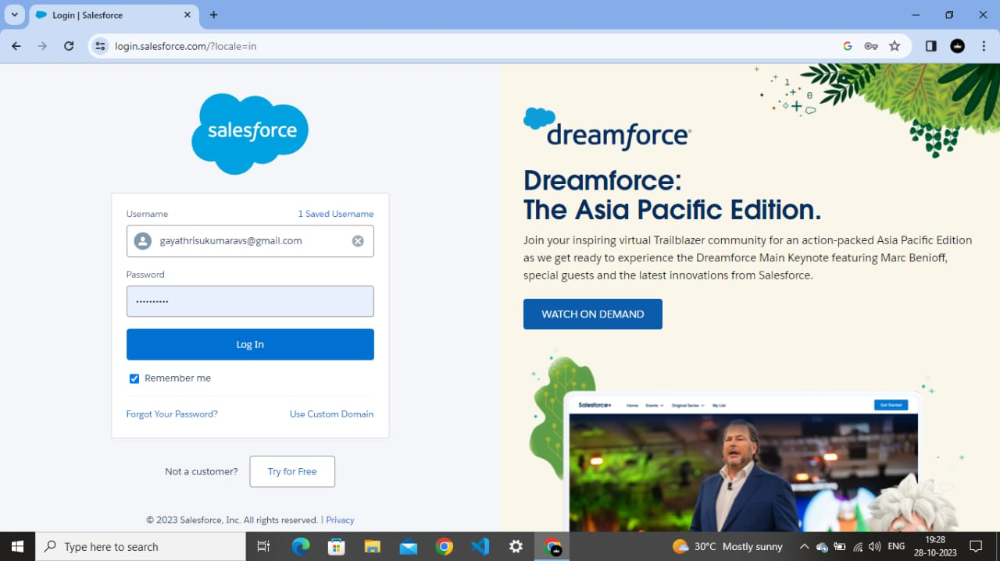 Login | Salesforce
login.salesforce.com/?locale=in
salesforce
Username
1 Saved Username
gayathrisukumaravs@gmail.com
Password
••••••••••
Log In
Remember me
Forgot Your Password?
Use Custom Domain
Not a customer?
Try for Free
© 2023 Salesforce, Inc. All rights reserved. | Privacy
1
0
dreamforce
Dreamforce:
The Asia Pacific Edition.
Join your inspiring virtual Trailblazer community for an action-packed Asia Pacific Edition
as we get ready to experience the Dreamforce Main Keynote featuring Marc Benioff,
special guests and the latest innovations from Salesforce.
WATCH ON DEMAND
Salesforce+ Home Events Original Series My List Get Started
Type here to search
30°C Mostly sunny
ENG
19:28
28-10-2023